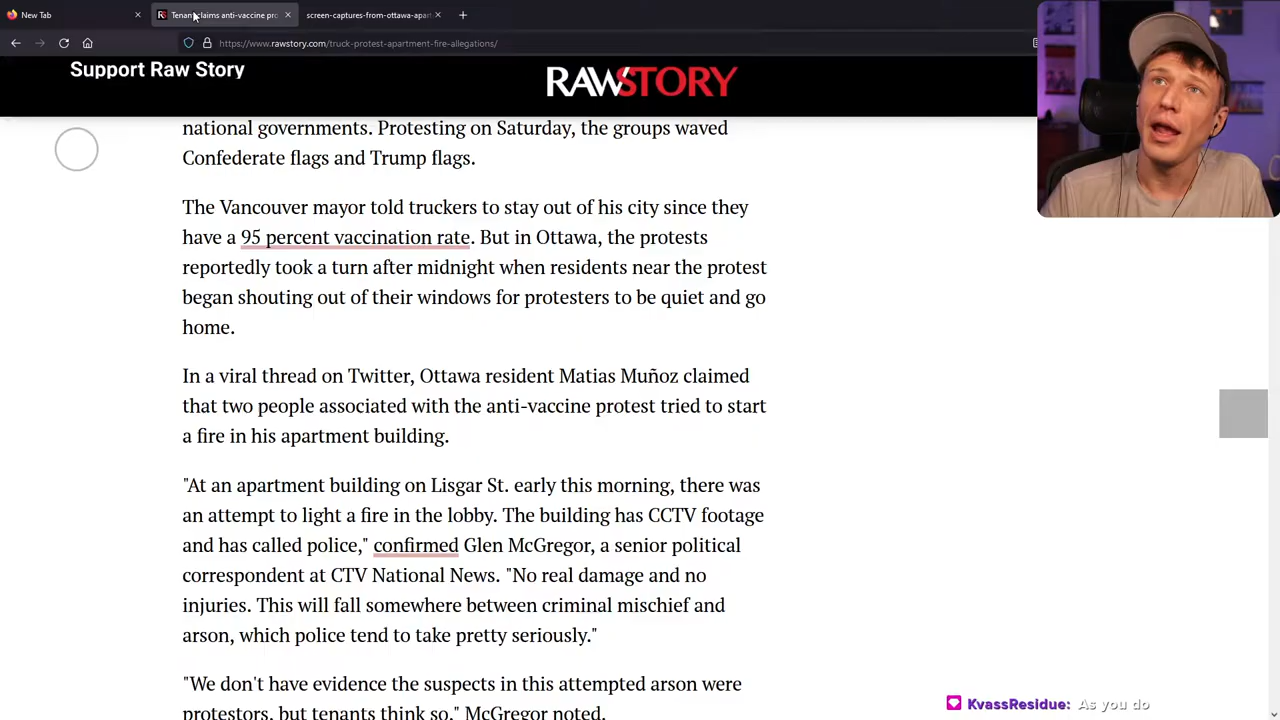 New Tab
Tenant claims anti-vaccine pro
screen-captures-from-ottawa-apart
https://www.rawstory.com/truck-protest-apartment-fire-allegations/
Support Raw Story
RAWSTORY
national governments. Protesting on Saturday, the groups waved
Confederate flags and Trump flags.
The Vancouver mayor told truckers to stay out of his city since they
have a 95 percent vaccination rate. But in Ottawa, the protests
reportedly took a turn after midnight when residents near the protest
began shouting out of their windows for protesters to be quiet and go
home.
In a viral thread on Twitter, Ottawa resident Matias Muñoz claimed
that two people associated with the anti-vaccine protest tried to start
a fire in his apartment building.
"At an apartment building on Lisgar St. early this morning, there was
an attempt to light a fire in the lobby. The building has CCTV footage
and has called police," confirmed Glen McGregor, a senior political
correspondent at CTV National News. "No real damage and no
injuries. This will fall somewhere between criminal mischief and
arson, which police tend to take pretty seriously."
"We don't have evidence the suspects in this attempted arson were
protestors, but tenants think so," McGregor noted.
KvassResidue: As you do